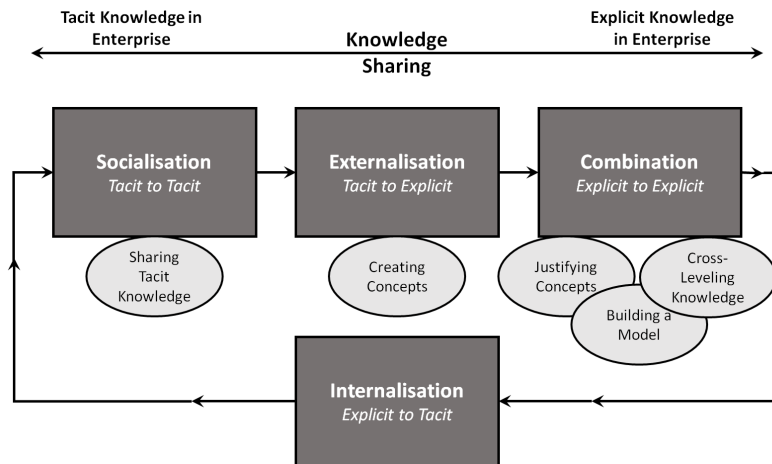 Tacit Knowledge in
Enterprise
Knowledge
Sharing
Explicit Knowledge
in Enterprise
Socialisation
Tacit to Tacit
Externalisation
Tacit to Explicit
Combination
Explicit to Explicit
Sharing
Tacit
Knowledge
Creating
Concepts
Justifying
Concepts
Building a
Model
Cross-
Leveling
Knowledge
Internalisation
Explicit to Tacit